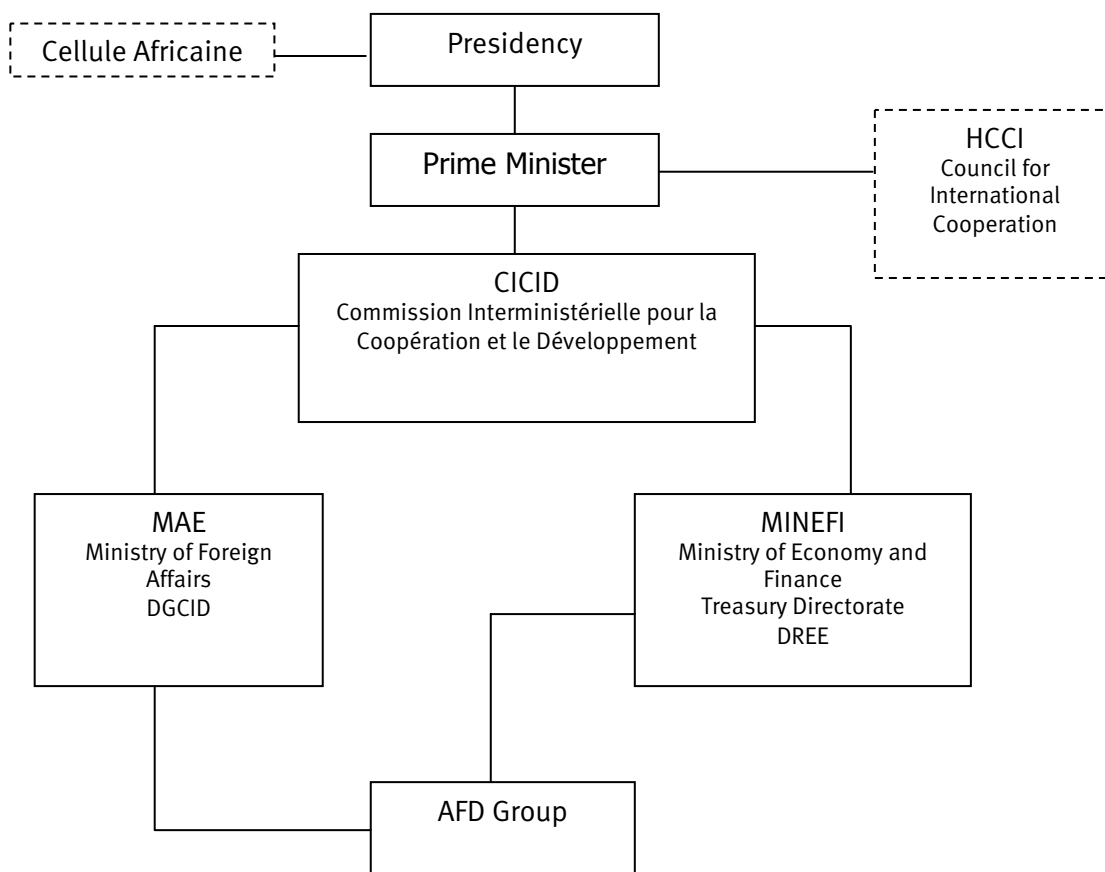 Cellule Africaine
Presidency
Prime Minister
HCCI
Council for
International
Cooperation
CICID
Commission Interministérielle pour la
Coopération et le Développement
MAE
Ministry of Foreign
Affairs
DGCID
MINEFI
Ministry of Economy and
Finance
Treasury Directorate
DREE
AFD Group